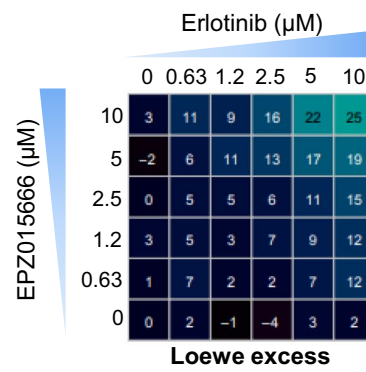 Erlotinib (µM)
0 0.63 1.2 2.5 5 10
EPZ015666 (µM)
10 3 11 9 16 22 25
5 –2 6 11 13 17 19
2.5 0 5 5 6 11 15
1.2 3 5 3 7 9 12
0.63 1 7 2 2 7 12
0 0 2 –1 –4 3 2
Loewe excess